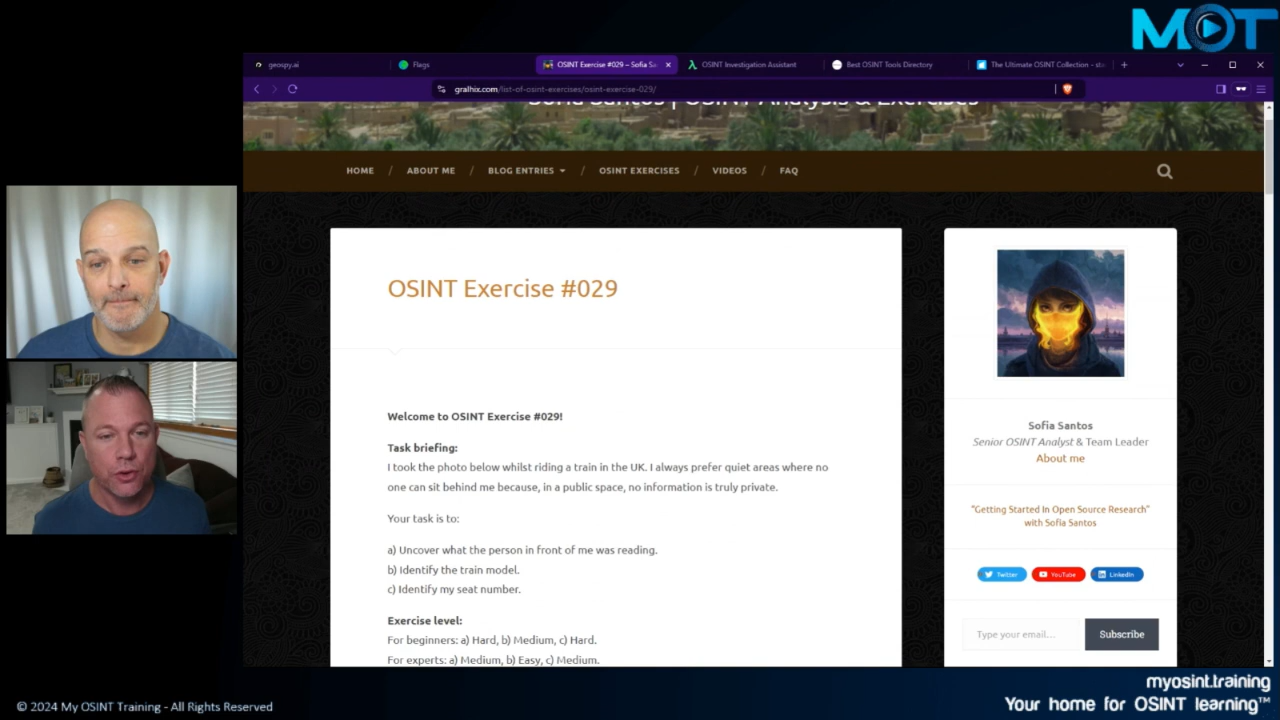 MOT
geospy.ai
Flags
OSINT Exercise #029 – Sofia Sa
OSINT Investigation Assistant
Best OSINT Tools Directory
The Ultimate OSINT Collection - st
gralhix.com/list-of-osint-exercises/osint-exercise-029/
Sofia Santos | OSINT Analysis & Exercises
HOME / ABOUT ME / BLOG ENTRIES / OSINT EXERCISES / VIDEOS / FAQ
OSINT Exercise #029
Welcome to OSINT Exercise #029!
Task briefing:
I took the photo below whilst riding a train in the UK. I always prefer quiet areas where no
one can sit behind me because, in a public space, no information is truly private.
Your task is to:
a) Uncover what the person in front of me was reading.
b) Identify the train model.
c) Identify my seat number.
Exercise level:
For beginners: a) Hard, b) Medium, c) Hard.
For experts: a) Medium, b) Easy, c) Medium.
Sofia Santos
Senior OSINT Analyst & Team Leader
About me
"Getting Started In Open Source Research"
with Sofia Santos
Twitter
YouTube
LinkedIn
Type your email…
Subscribe
myosint.training
Your home for OSINT learning™
© 2024 My OSINT Training - All Rights Reserved